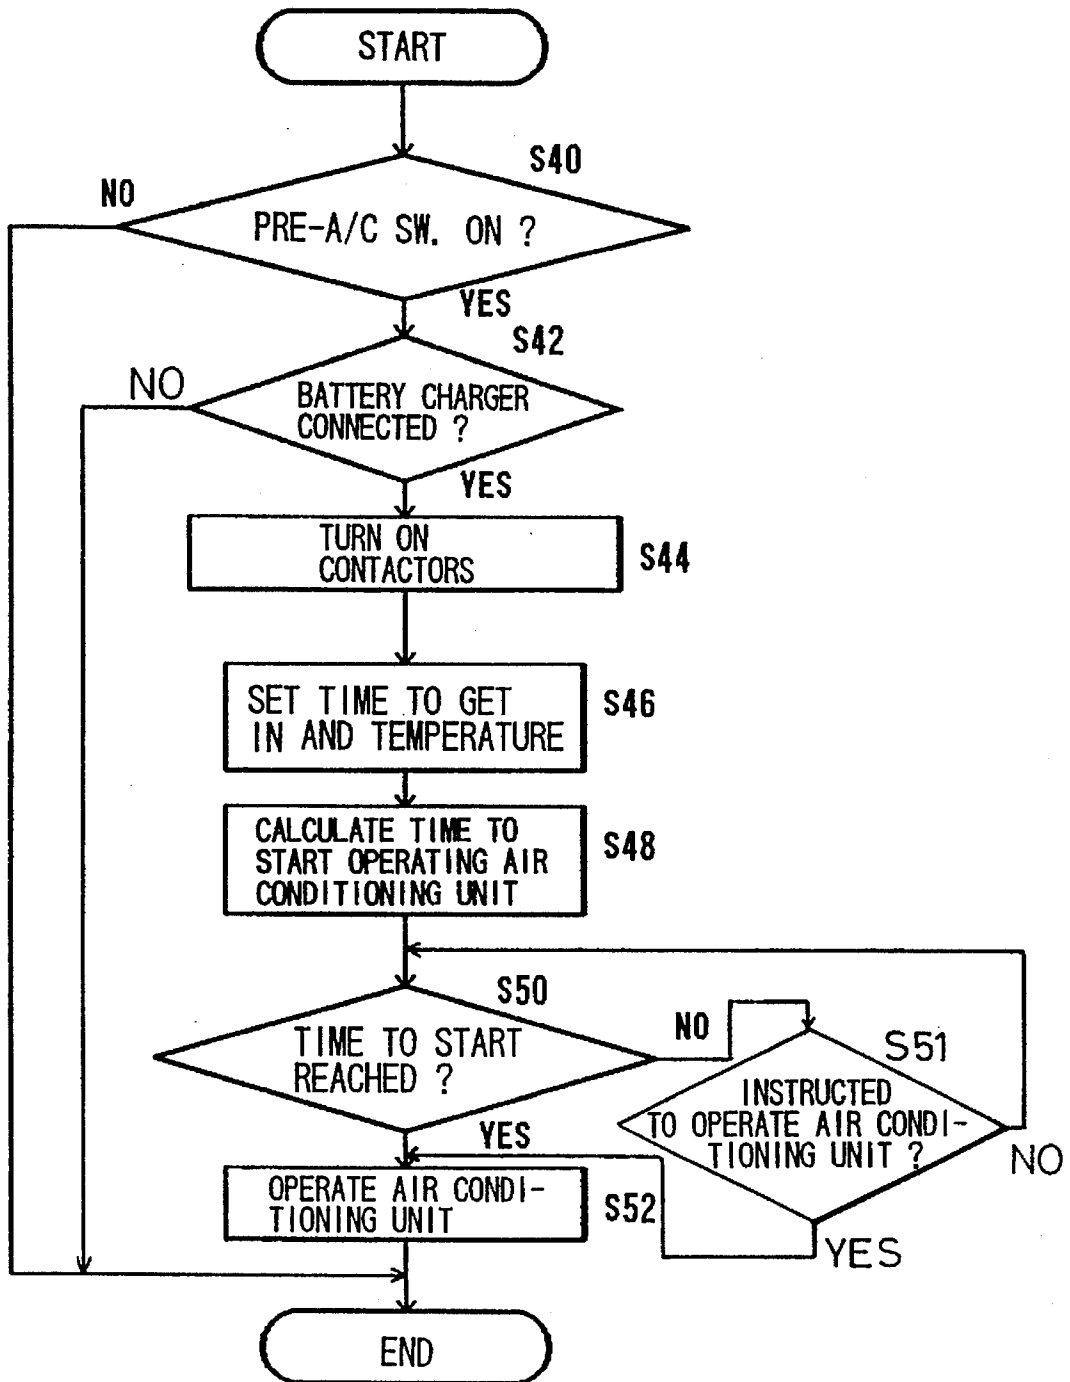 START
S40
NO
PRE-A/C SW. ON ?
YES
S42
NO
BATTERY CHARGER
CONNECTED ?
YES
TURN ON
CONTACTORS
S44
SET TIME TO GET
IN AND TEMPERATURE
S46
CALCULATE TIME TO
START OPERATING AIR
CONDITIONING UNIT
S48
S50
TIME TO START
REACHED ?
NO
S51
INSTRUCTED
TO OPERATE AIR CONDI-
TIONING UNIT ?
NO
YES
YES
OPERATE AIR CONDI-
TIONING UNIT
S52
END